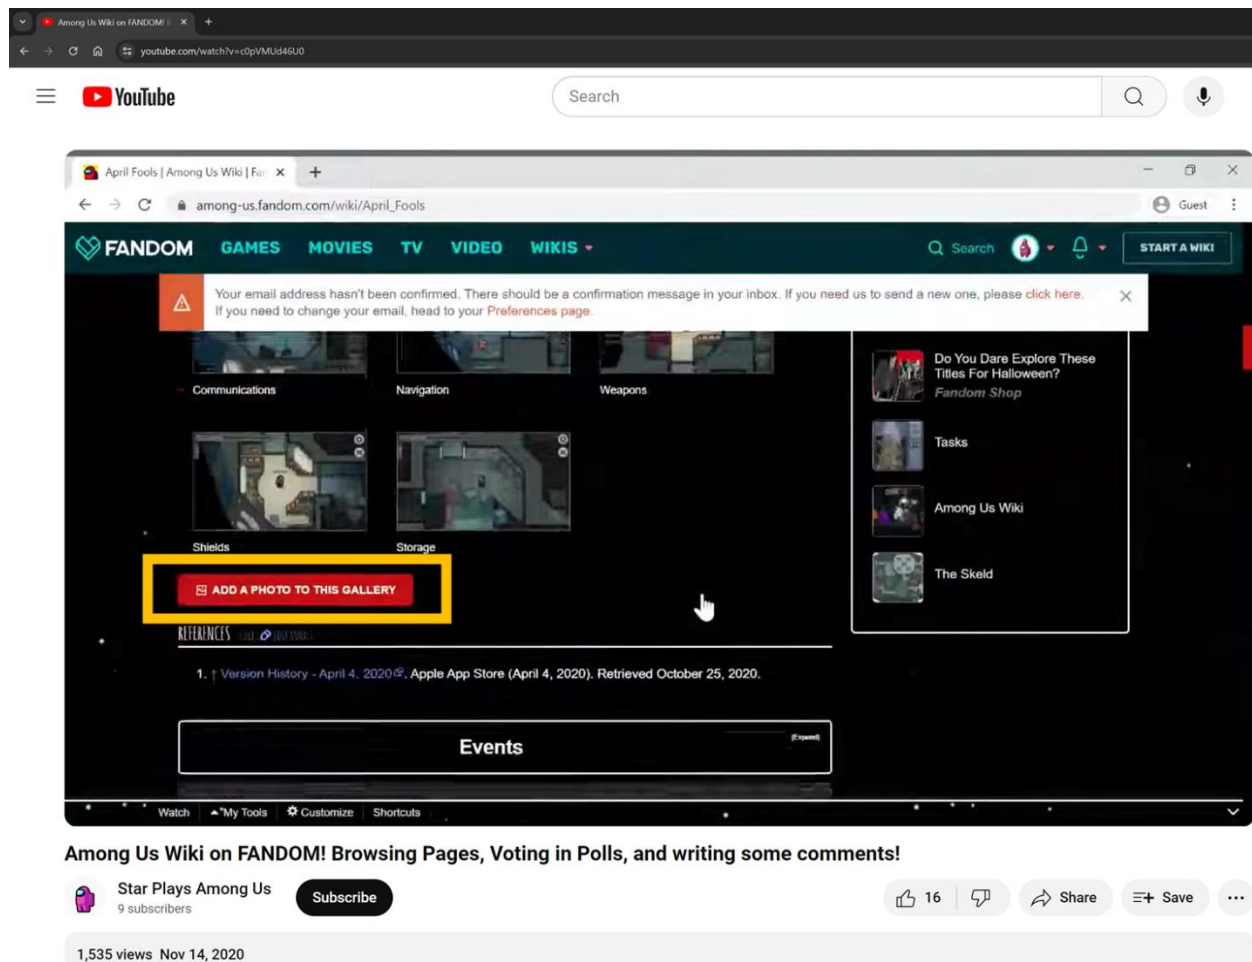 Among Us Wiki on FANDOM!
youtube.com/watch?v=c0pVMUd46U0
YouTube
Search
April Fools | Among Us Wiki | Fan
among-us.fandom.com/wiki/April_Fools
Guest
FANDOM GAMES MOVIES TV VIDEO WIKIS Search START A WIKI
Your email address hasn't been confirmed. There should be a confirmation message in your inbox. If you need us to send a new one, please click here.
If you need to change your email, head to your Preferences page.
Communications Navigation Weapons
Shields Storage
ADD A PHOTO TO THIS GALLERY
REFERENCES
1. ↑ Version History - April 4, 2020. Apple App Store (April 4, 2020). Retrieved October 25, 2020.
Events [Expand]
Do You Dare Explore These
Titles For Halloween?
Fandom Shop
Tasks
Among Us Wiki
The Skeld
Watch My Tools Customize Shortcuts
Among Us Wiki on FANDOM! Browsing Pages, Voting in Polls, and writing some comments!
Star Plays Among Us
9 subscribers
Subscribe
16 Share Save
1,535 views Nov 14, 2020